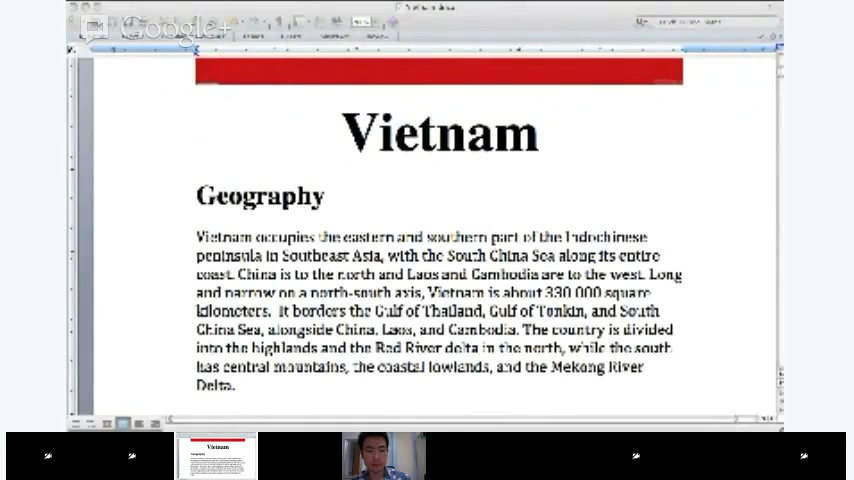 Google+
Vietnam
Geography
Vietnam occupies the eastern and southern part of the Indochinese
peninsula in Southeast Asia, with the South China Sea along its entire
coast. China is to the north and Laos and Cambodia are to the west. Long
and narrow on a north-south axis, Vietnam is about 330 000 square
kilometers. It borders the Gulf of Thailand, Gulf of Tonkin, and South
China Sea, alongside China, Laos, and Cambodia. The country is divided
into the highlands and the Red River delta in the north, while the south
has central mountains, the coastal lowlands, and the Mekong River
Delta.
Vietnam